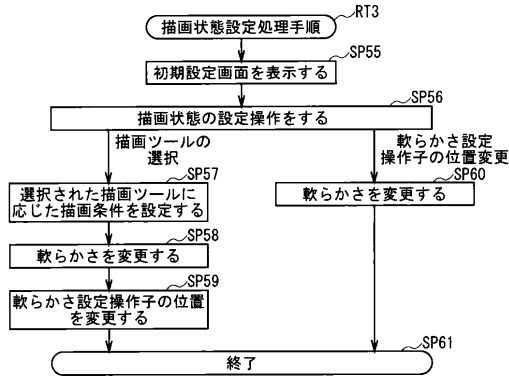 描画状態設定処理手順
RT3
SP55
初期設定画面を表示する
SP56
描画状態の設定操作をする
描画ツールの
選択
軟らかさ設定
操作子の位置変更
SP57
選択された描画ツールに
応じた描画条件を設定する
SP60
軟らかさを変更する
SP58
軟らかさを変更する
SP59
軟らかさ設定操作子の位置
を変更する
SP61
終了